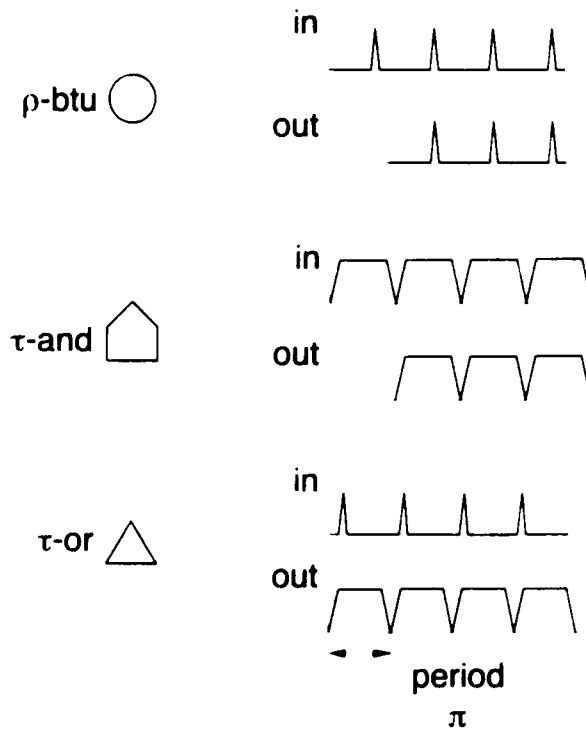 in
ρ-btu
out
in
τ-and
out
in
τ-or
out
period
π